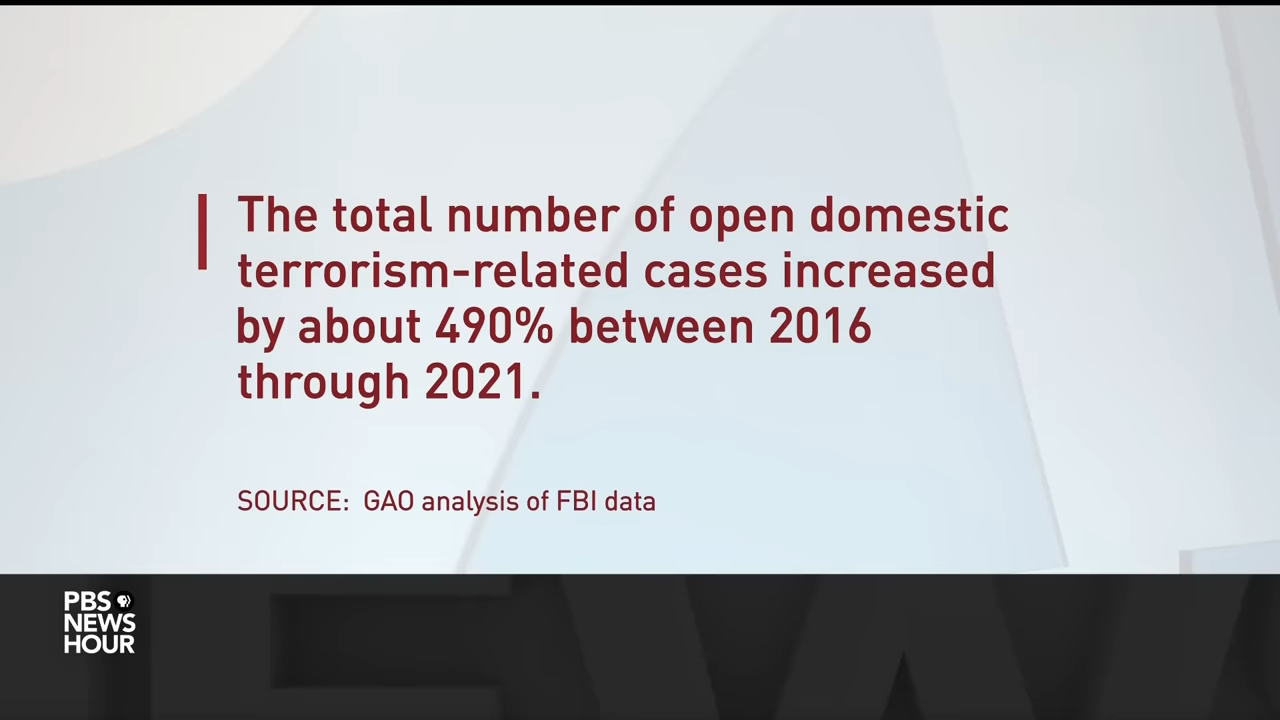 The total number of open domestic
terrorism-related cases increased
by about 490% between 2016
through 2021.
SOURCE: GAO analysis of FBI data
PBS
NEWS
HOUR